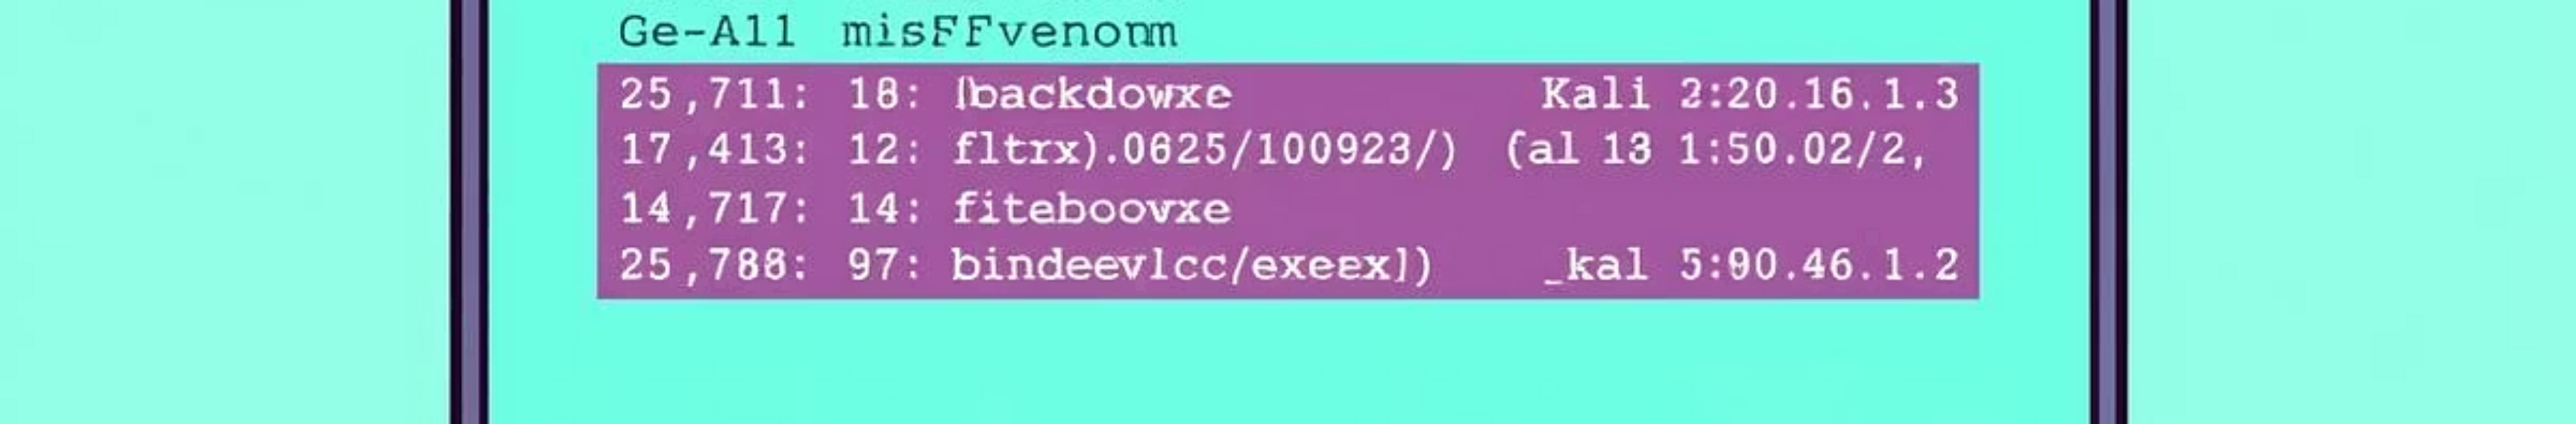 Ge-All misFFvenom
25,711: 18: lbackdowxe Kali 2:20.16.1.3
17,413: 12: fltrx).0625/100923/) (al 13 1:50.02/2,
14,717: 14: fiteboovxe
25,788: 97: bindeevlcc/exeex]) _kal 5:90.46.1.2